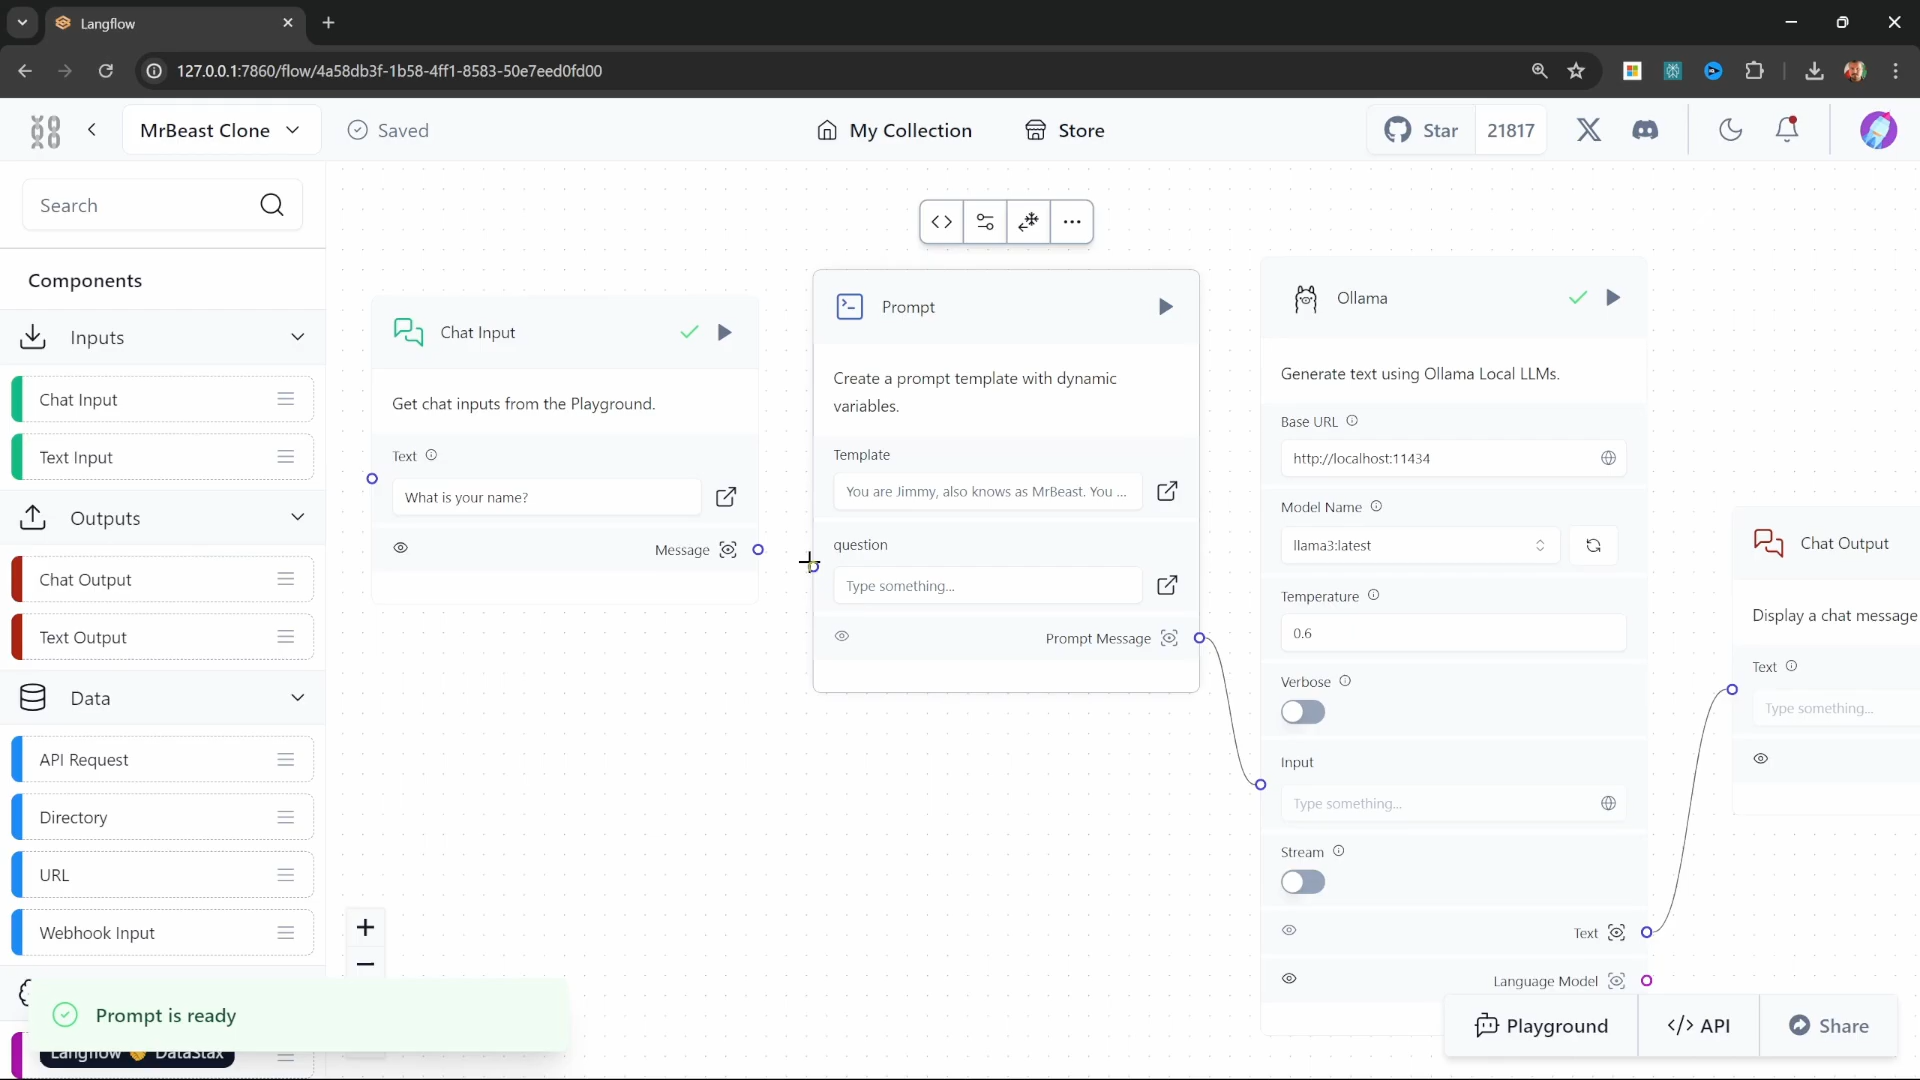 Langflow
127.0.0.1:7860/flow/4a58db3f-1b58-4ff1-8583-50e7eed0fd00
MrBeast Clone
Saved
My Collection
Store
Star
21817
Search
Components
Inputs
Chat Input
Text Input
Outputs
Chat Output
Text Output
Data
API Request
Directory
URL
Webhook Input
Prompt is ready
Langflow 🤝 DataStax
Chat Input
Get chat inputs from the Playground.
Text
What is your name?
Message
Prompt
Create a prompt template with dynamic
variables.
Template
You are Jimmy, also knows as MrBeast. You ...
question
Type something...
Prompt Message
Ollama
Generate text using Ollama Local LLMs.
Base URL
http://localhost:11434
Model Name
llama3:latest
Temperature
0.6
Verbose
Input
Type something...
Stream
Text
Language Model
Chat Output
Display a chat message
Text
Type something...
Playground
</> API
Share